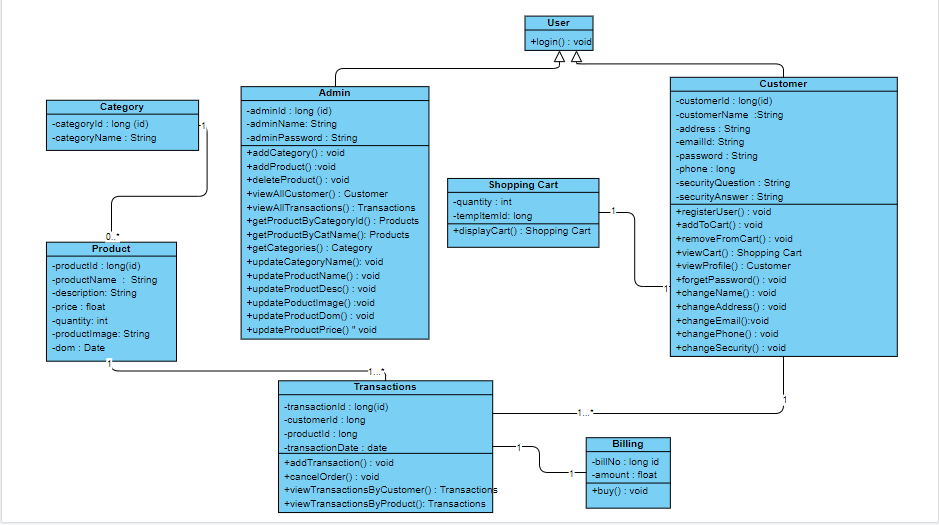 User
+login() : void
Admin
-adminId : long (id)
-adminName: String
-adminPassword : String
+addCategory() : void
+addProduct() :void
+deleteProduct() : void
+viewAllCustomer() : Customer
+viewAllTransactions() : Transactions
+getProductByCategoryId() : Products
+getProductByCatName(): Products
+getCategories() : Category
+updateCategoryName(): void
+updateProductName() : void
+updateProductDesc() : void
+updatePoductImage() :void
+updateProductDom() : void
+updateProductPrice() " void
Customer
-customerId : long(id)
-customerName :String
-address : String
-emailId: String
-password : String
-phone : long
-securityQuestion : String
-securityAnswer : String
+registerUser() : void
+addToCart() : void
+removeFromCart() : void
+viewCart() : Shopping Cart
+viewProfile() : Customer
+forgetPassword() : void
+changeName() : void
+changeAddress() : void
+changeEmail():void
+changePhone() : void
+changeSecurity() : void
Category
-categoryId : long (id)
-categoryName : String
1
0..*
Shopping Cart
-quantity : int
-tempItemId: long
+displayCart() : Shopping Cart
1
1
Product
-productId : long(id)
-productName : String
-description: String
-price : float
-quantity: int
-productImage: String
-dom : Date
1
1...*
Transactions
-transactionId : long(id)
-customerId : long
-productId : long
-transactionDate : date
+addTransaction() : void
+cancelOrder() : void
+viewTransactionsByCustomer() : Transactions
+viewTransactionsByProduct(): Transactions
1
1...*
1
1
Billing
-billNo : long id
-amount : float
+buy() : void